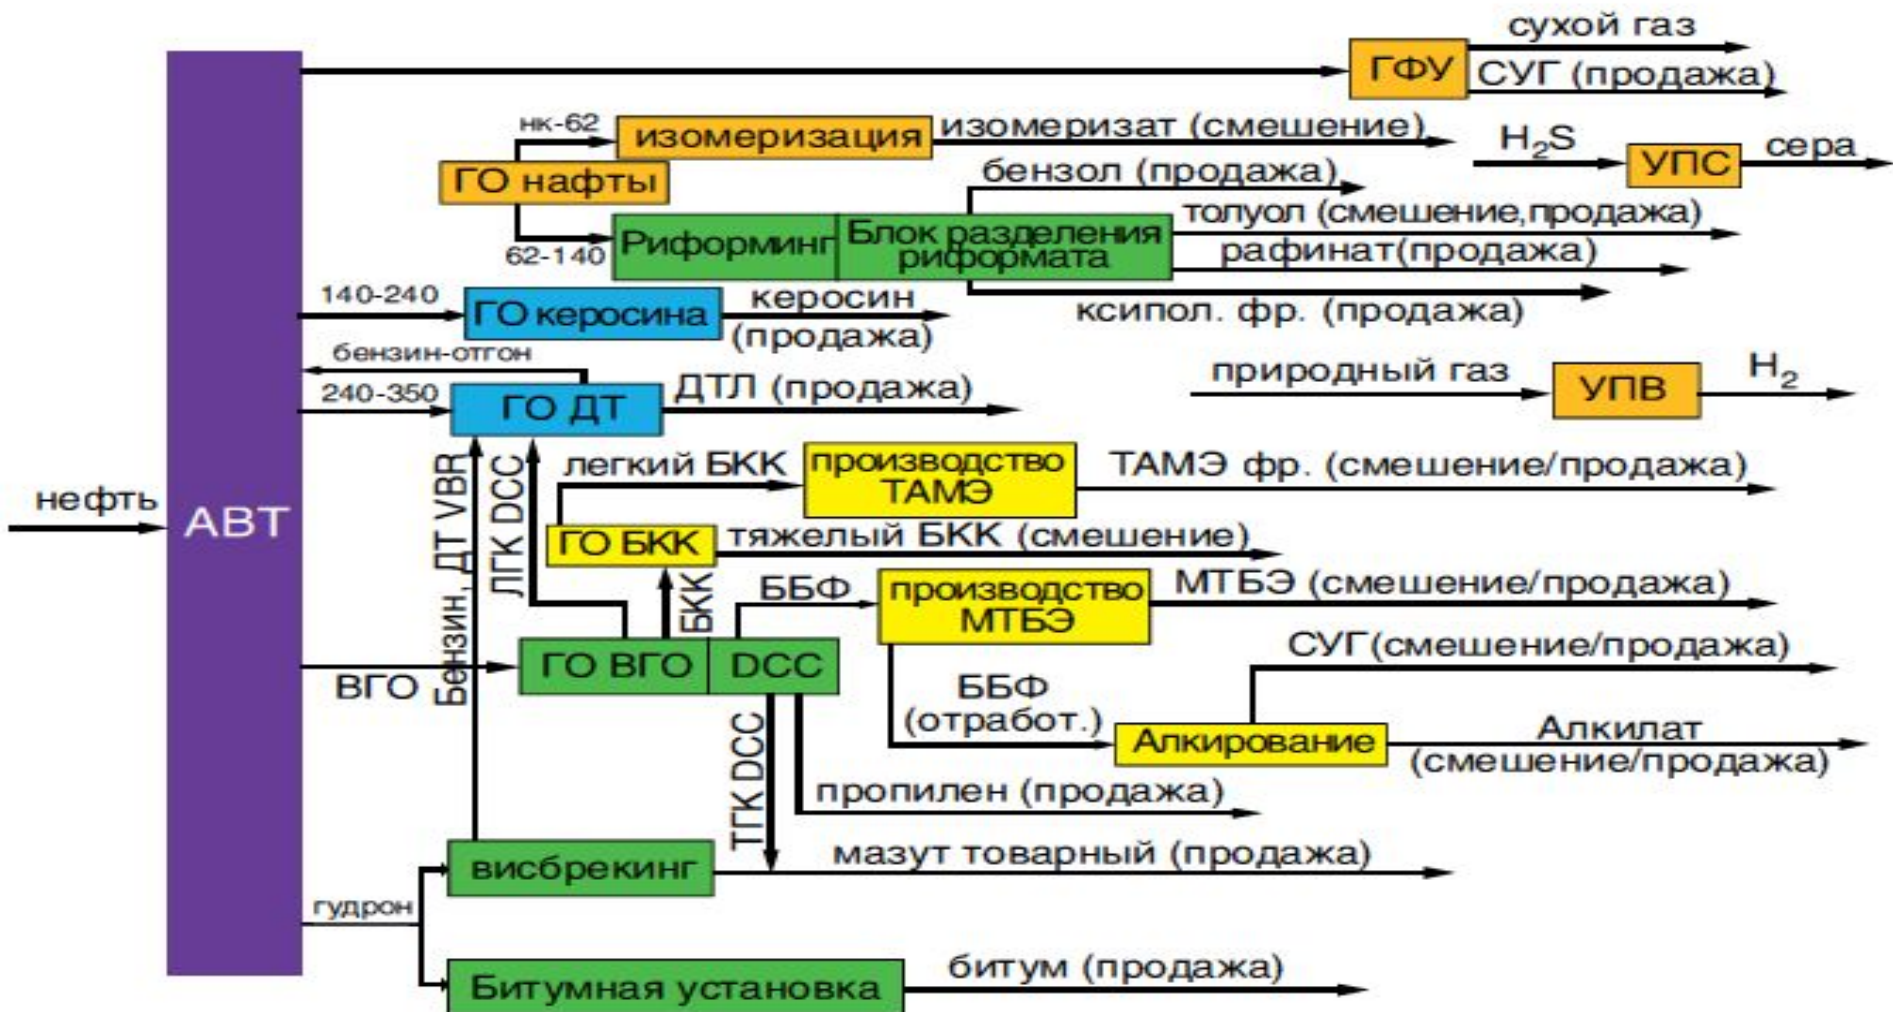 сухой газ
ГФУ
СУГ (продажа)
нк-62
изомеризация
изомеризат (смешение)
H₂S
УПС
сера
ГО нафты
бензол (продажа)
62-140
Риформинг
Блок разделения
риформата
толуол (смешение,продажа)
рафинат(продажа)
ксипол. фр. (продажа)
140-240
ГО керосина
керосин
(продажа)
бензин-отгон
240-350
ГО ДТ
ДТЛ (продажа)
природный газ
УПВ
H₂
нефть
АВТ
Бензин, ДТ VBR
ЛГК DCC
легкий БКК
производство
ТАМЭ
ТАМЭ фр. (смешение/продажа)
ГО БКК
тяжелый БКК (смешение)
БКК
ББФ
производство
МТБЭ
МТБЭ (смешение/продажа)
ВГО
ГО ВГО
DCC
СУГ(смешение/продажа)
ББФ
(отработ.)
Алкирование
Алкилат
(смешение/продажа)
ТГК DCC
пропилен (продажа)
висбрекинг
мазут товарный (продажа)
гудрон
Битумная установка
битум (продажа)